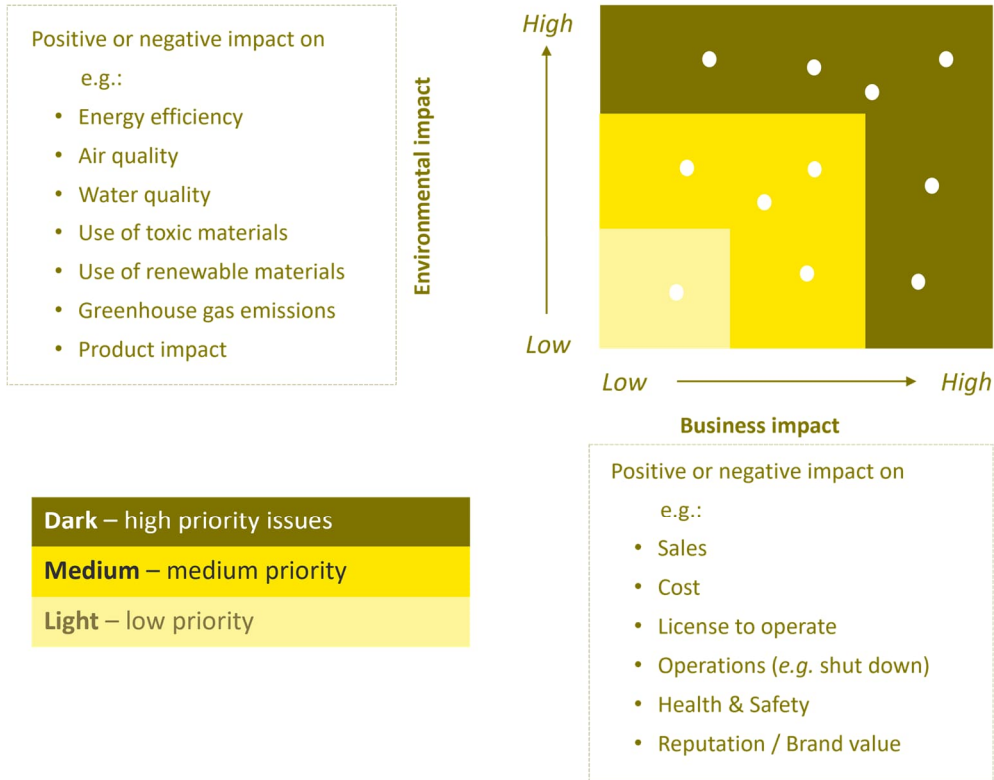 Positive or negative impact on
e.g.:
• Energy efficiency
• Air quality
• Water quality
• Use of toxic materials
• Use of renewable materials
• Greenhouse gas emissions
• Product impact
Environmental impact
High
Low
Low
High
Business impact
Positive or negative impact on
e.g.:
• Sales
• Cost
• License to operate
• Operations (e.g. shut down)
• Health & Safety
• Reputation / Brand value
Dark – high priority issues
Medium – medium priority
Light – low priority